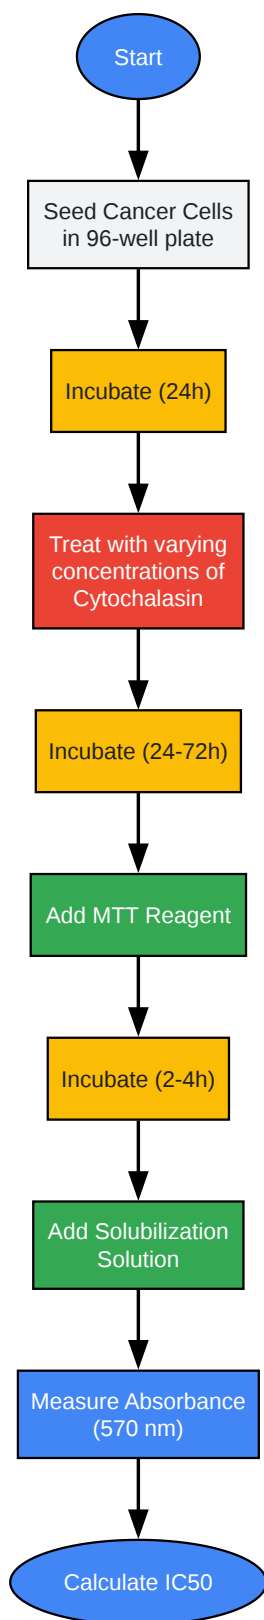 Start
Seed Cancer Cells
in 96-well plate
Incubate (24h)
Treat with varying
concentrations of
Cytochalasin
Incubate (24-72h)
Add MTT Reagent
Incubate (2-4h)
Add Solubilization
Solution
Measure Absorbance
(570 nm)
Calculate IC50